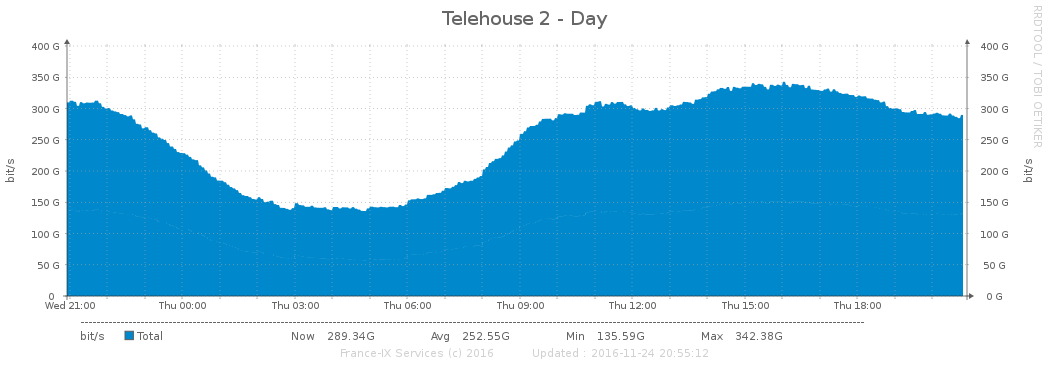 Telehouse 2 - Day
RRDTOOL / TOBI OETIKER
400 G 400 G
350 G 350 G
300 G 300 G
250 G 250 G
200 G 200 G
150 G 150 G
100 G 100 G
50 G 50 G
0 0 G
bit/s bit/s
Wed 21:00 Thu 00:00 Thu 03:00 Thu 06:00 Thu 09:00 Thu 12:00 Thu 15:00 Thu 18:00
bit/s Total Now 289.34G Avg 252.55G Min 135.59G Max 342.38G
France-IX Services (c) 2016 Updated : 2016-11-24 20:55:12